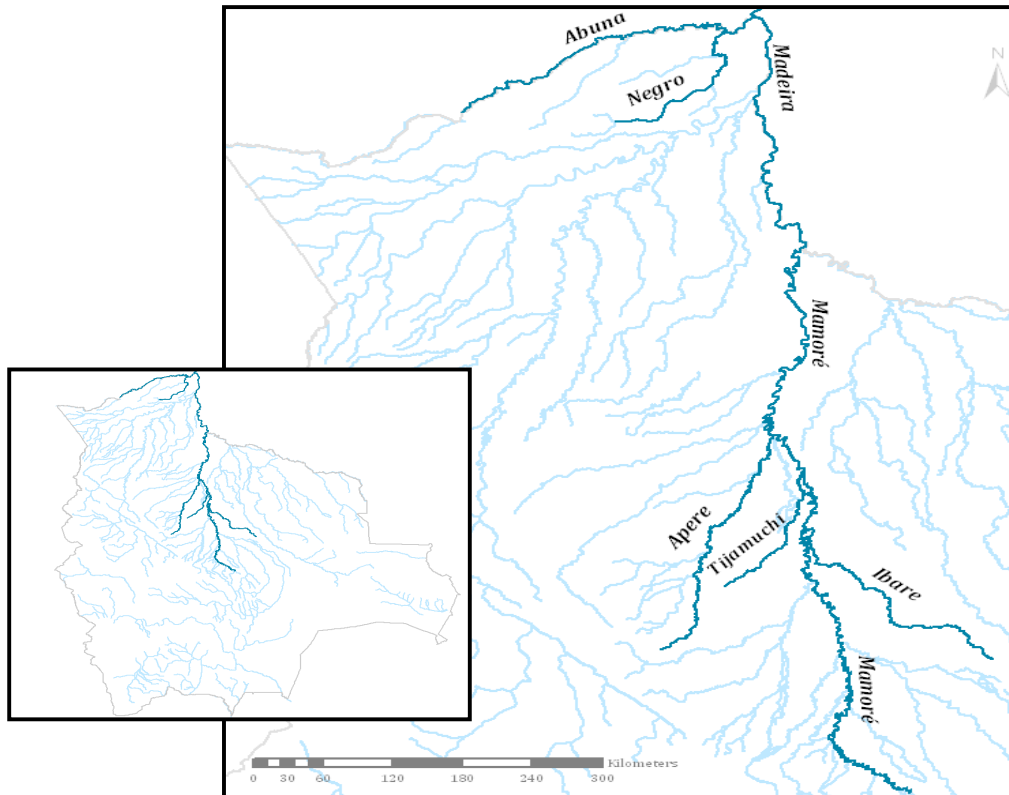 Abuna
Negro
Madeira
N
Mamoré
Apere
Tijamuchi
Ibare
Mamoré
Kilometers
0 30 60 120 180 240 300